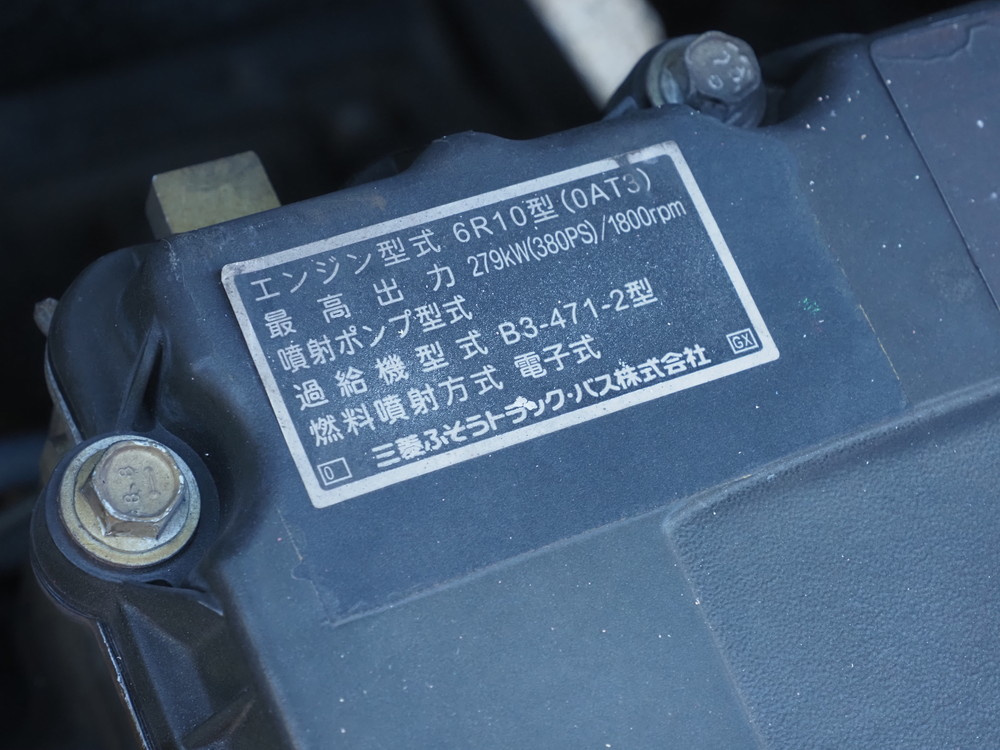 エンジン型式 6R10型(0AT3)
最高出力 279kW(380PS)/1800rpm
噴射ポンプ型式
過給機型式 B3-471-2型
燃料噴射方式 電子式
0 三菱ふそうトラック・バス株式会社 GX